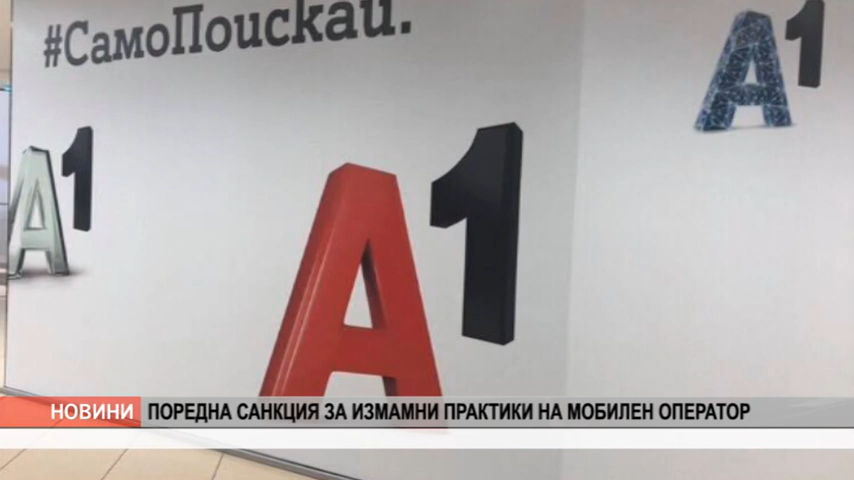 #СамоПоискай.
A1
A1
A1
НОВИНИ
ПОРЕДНА САНКЦИЯ ЗА ИЗМАМНИ ПРАКТИКИ НА МОБИЛЕН ОПЕРАТОР